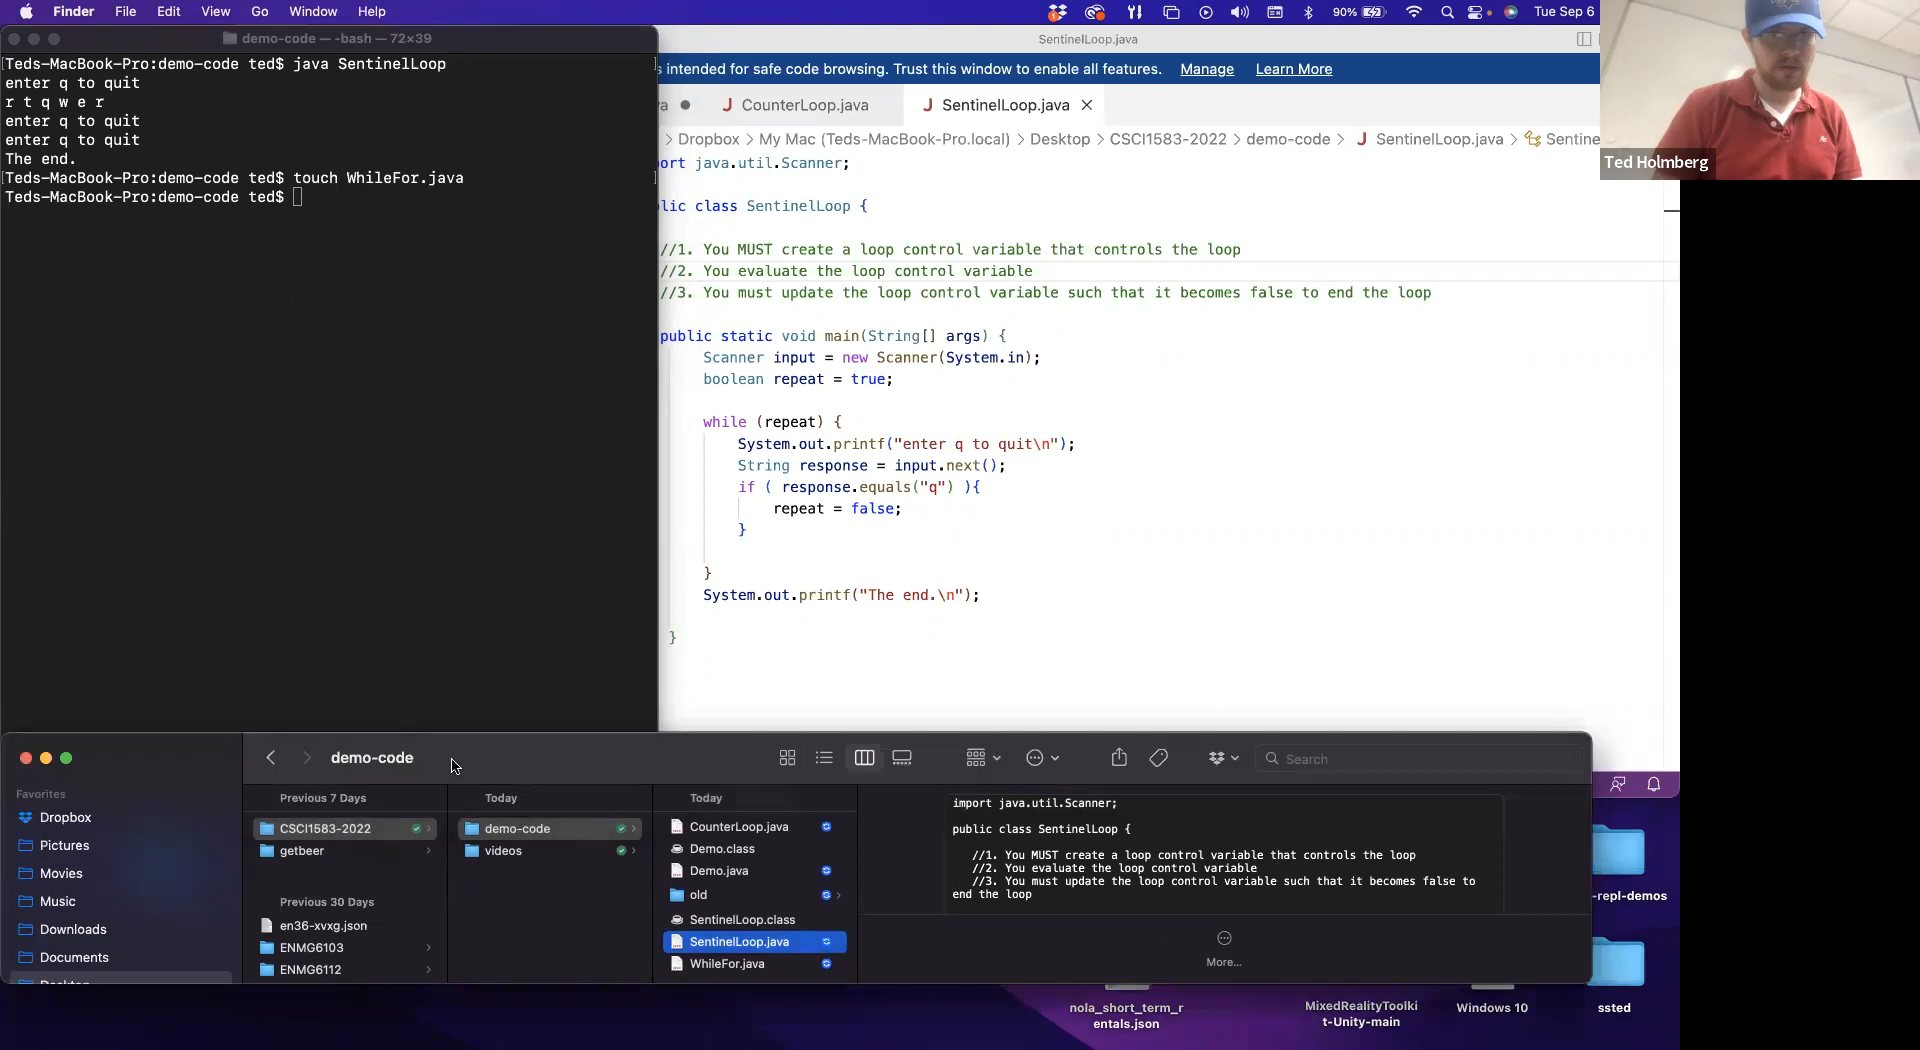 Finder File Edit View Go Window Help
90% Tue Sep 6
demo-code — -bash — 72×39
[Teds-MacBook-Pro:demo-code ted$ java SentinelLoop ]
enter q to quit
r t q w e r
enter q to quit
enter q to quit
The end.
[Teds-MacBook-Pro:demo-code ted$ touch WhileFor.java ]
Teds-MacBook-Pro:demo-code ted$
SentinelLoop.java
s intended for safe code browsing. Trust this window to enable all features. Manage Learn More
va ● J CounterLoop.java J SentinelLoop.java ×
> Dropbox > My Mac (Teds-MacBook-Pro.local) > Desktop > CSCI1583-2022 > demo-code > J SentinelLoop.java > Sentine
ort java.util.Scanner;
lic class SentinelLoop {
//1. You MUST create a loop control variable that controls the loop
//2. You evaluate the loop control variable
//3. You must update the loop control variable such that it becomes false to end the loop
public static void main(String[] args) {
Scanner input = new Scanner(System.in);
boolean repeat = true;
while (repeat) {
System.out.printf("enter q to quit\n");
String response = input.next();
if ( response.equals("q") ){
repeat = false;
}
}
System.out.printf("The end.\n");
}
Ted Holmberg
demo-code
Search
Favorites
Dropbox
Pictures
Movies
Music
Downloads
Documents
Desktop
Previous 7 Days
CSCI1583-2022
getbeer
Previous 30 Days
en36-xvxg.json
ENMG6103
ENMG6112
Today
demo-code
videos
Today
CounterLoop.java
Demo.class
Demo.java
old
SentinelLoop.class
SentinelLoop.java
WhileFor.java
import java.util.Scanner;
public class SentinelLoop {
//1. You MUST create a loop control variable that controls the loop
//2. You evaluate the loop control variable
//3. You must update the loop control variable such that it becomes false to
end the loop
More...
-repl-demos
nola_short_term_r
entals.json
MixedRealityToolki
t-Unity-main
Windows 10
ssted